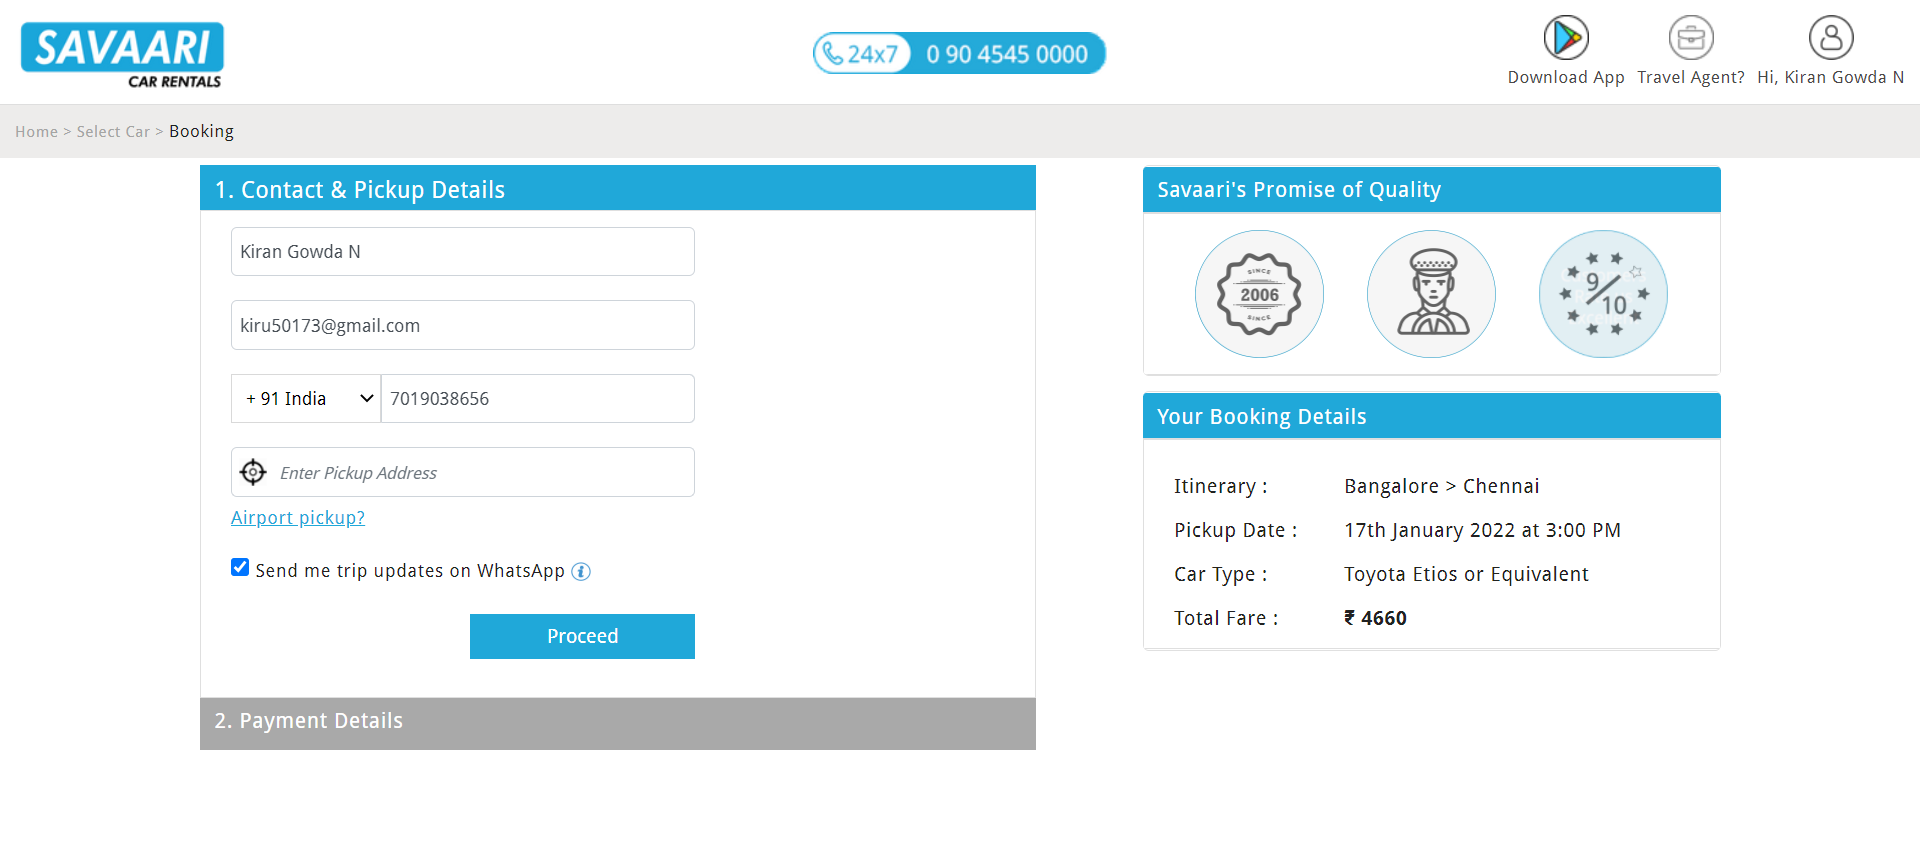 SAVAARI
CAR RENTALS
24x7 0 90 4545 0000
Download App
Travel Agent?
Hi, Kiran Gowda N
Home > Select Car > Booking
1. Contact & Pickup Details
Kiran Gowda N
kiru50173@gmail.com
+ 91 India 7019038656
Enter Pickup Address
Airport pickup?
Send me trip updates on WhatsApp i
Proceed
2. Payment Details
Savaari's Promise of Quality
SINCE
2006
SINCE
9/10
Your Booking Details
Itinerary : Bangalore > Chennai
Pickup Date : 17th January 2022 at 3:00 PM
Car Type : Toyota Etios or Equivalent
Total Fare : ₹ 4660